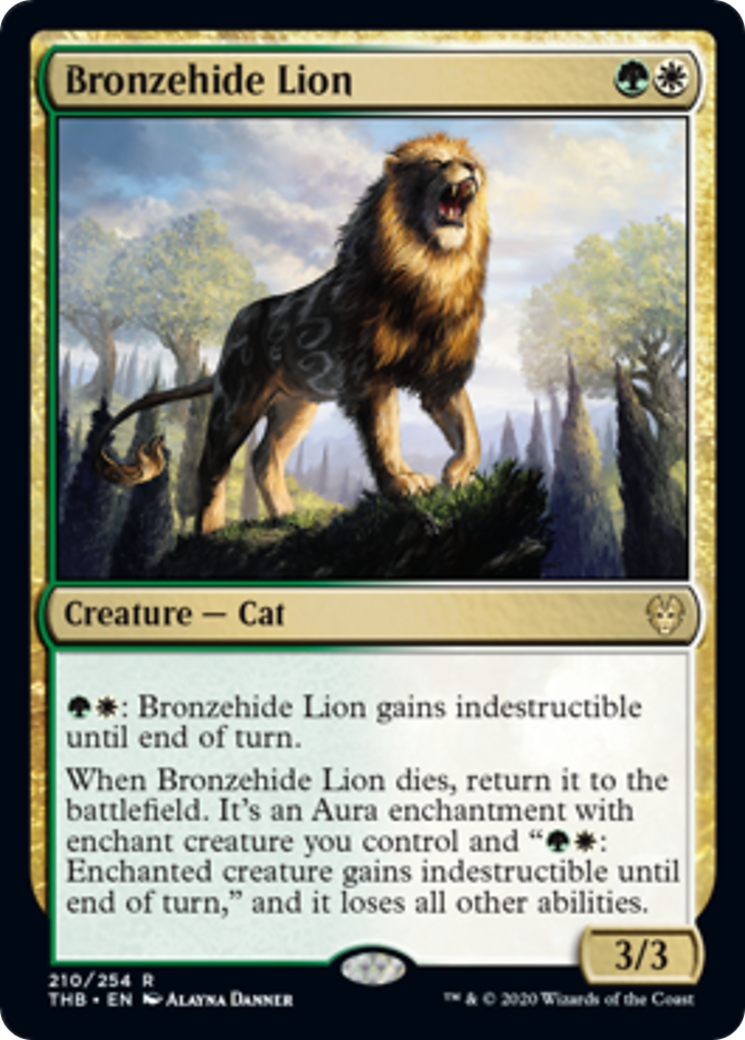 Bronzehide Lion
Creature — Cat
: Bronzehide Lion gains indestructible
until end of turn.
When Bronzehide Lion dies, return it to the
battlefield. It's an Aura enchantment with
enchant creature you control and “:
Enchanted creature gains indestructible until
end of turn,” and it loses all other abilities.
3/3
210/254 R
THB • EN Alayna Danner
™ & © 2020 Wizards of the Coast